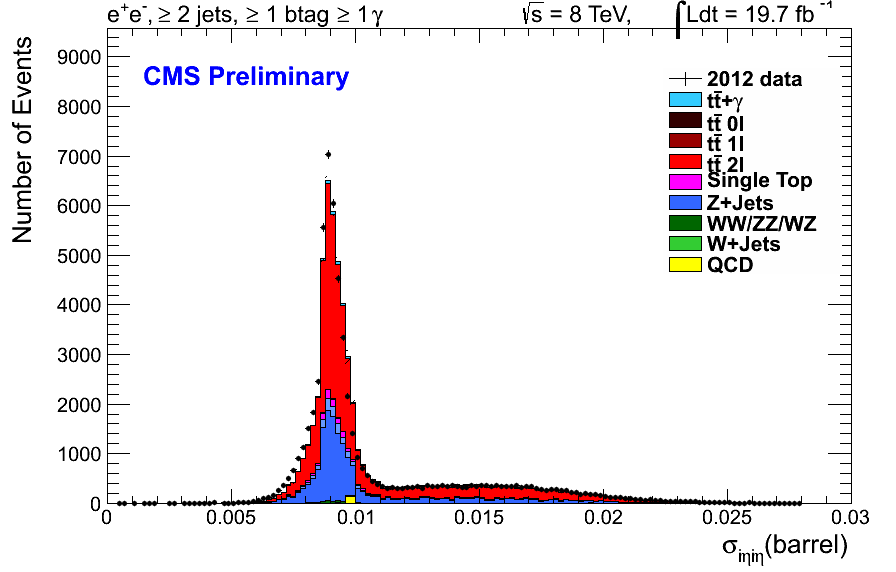 e⁺e⁻, ≥ 2 jets, ≥ 1 btag ≥ 1 γ
√s = 8 TeV, ∫Ldt = 19.7 fb⁻¹
CMS Preliminary
2012 data
tt̄+γ
tt̄ 0l
tt̄ 1l
tt̄ 2l
Single Top
Z+Jets
WW/ZZ/WZ
W+Jets
QCD
Number of Events
9000
8000
7000
6000
5000
4000
3000
2000
1000
0
0 0.005 0.01 0.015 0.02 0.025 0.03
σ_iηiη(barrel)